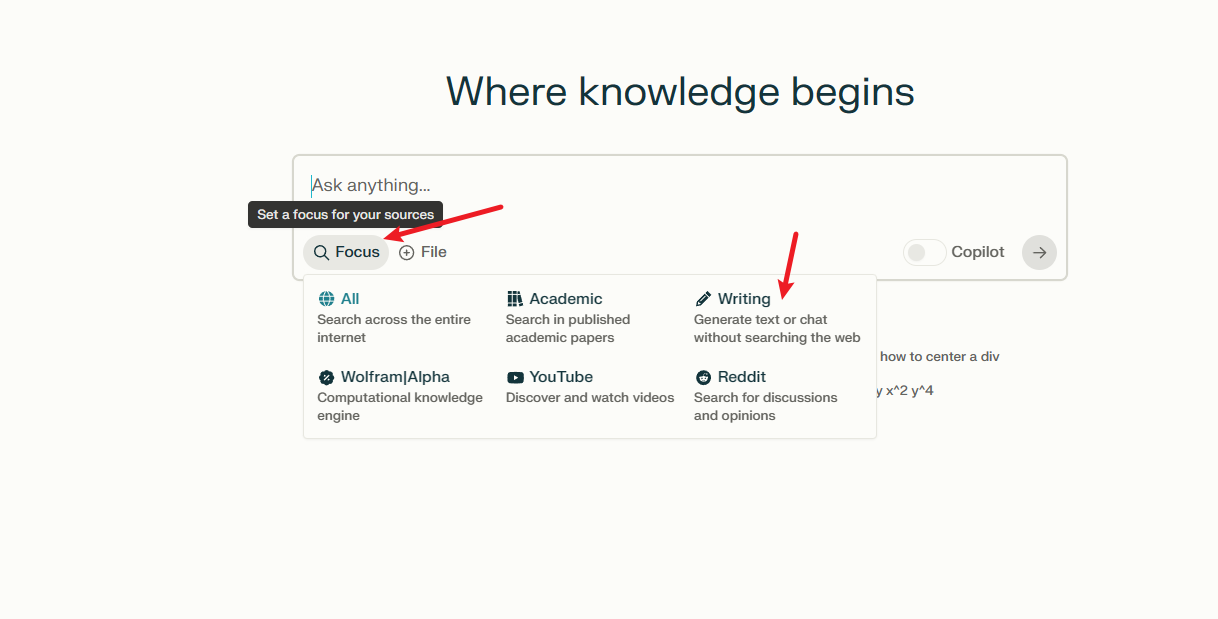 Where knowledge begins
Ask anything...
Set a focus for your sources
Focus
File
Copilot
All
Search across the entire
internet
Academic
Search in published
academic papers
Writing
Generate text or chat
without searching the web
Wolfram|Alpha
Computational knowledge
engine
YouTube
Discover and watch videos
Reddit
Search for discussions
and opinions
how to center a div
y x^2 y^4